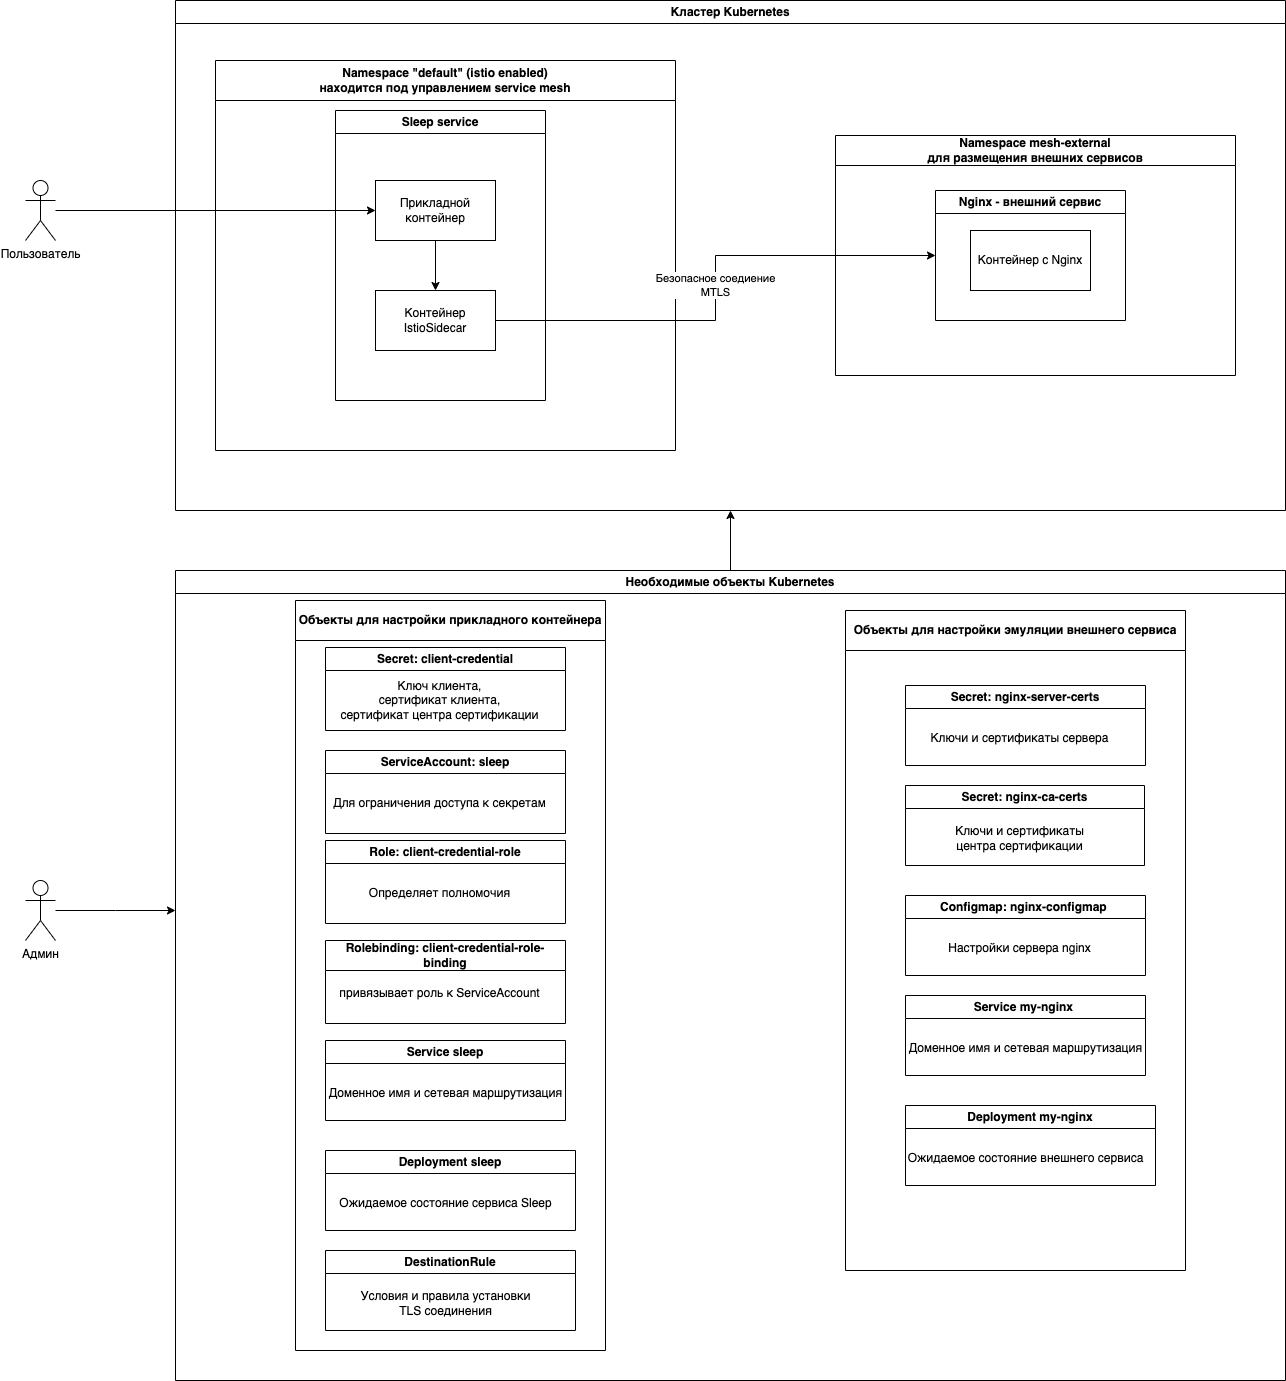 Кластер Kubernetes
Namespace "default" (istio enabled)
находится под управлением service mesh
Sleep service
Прикладной
контейнер
Контейнер
IstioSidecar
Пользователь
Безопасное соедиение
MTLS
Namespace mesh-external
для размещения внешних сервисов
Nginx - внешний сервис
Контейнер с Nginx
Необходимые объекты Kubernetes
Объекты для настройки прикладного контейнера
Secret: client-credential
Ключ клиента,
сертификат клиента,
сертификат центра сертификации
ServiceAccount: sleep
Для ограничения доступа к секретам
Role: client-credential-role
Определяет полномочия
Rolebinding: client-credential-role-
binding
привязывает роль к ServiceAccount
Service sleep
Доменное имя и сетевая маршрутизация
Deployment sleep
Ожидаемое состояние сервиса Sleep
DestinationRule
Условия и правила установки
TLS соединения
Админ
Объекты для настройки эмуляции внешнего сервиса
Secret: nginx-server-certs
Ключи и сертификаты сервера
Secret: nginx-ca-certs
Ключи и сертификаты
центра сертификации
Configmap: nginx-configmap
Настройки сервера nginx
Service my-nginx
Доменное имя и сетевая маршрутизация
Deployment my-nginx
Ожидаемое состояние внешнего сервиса